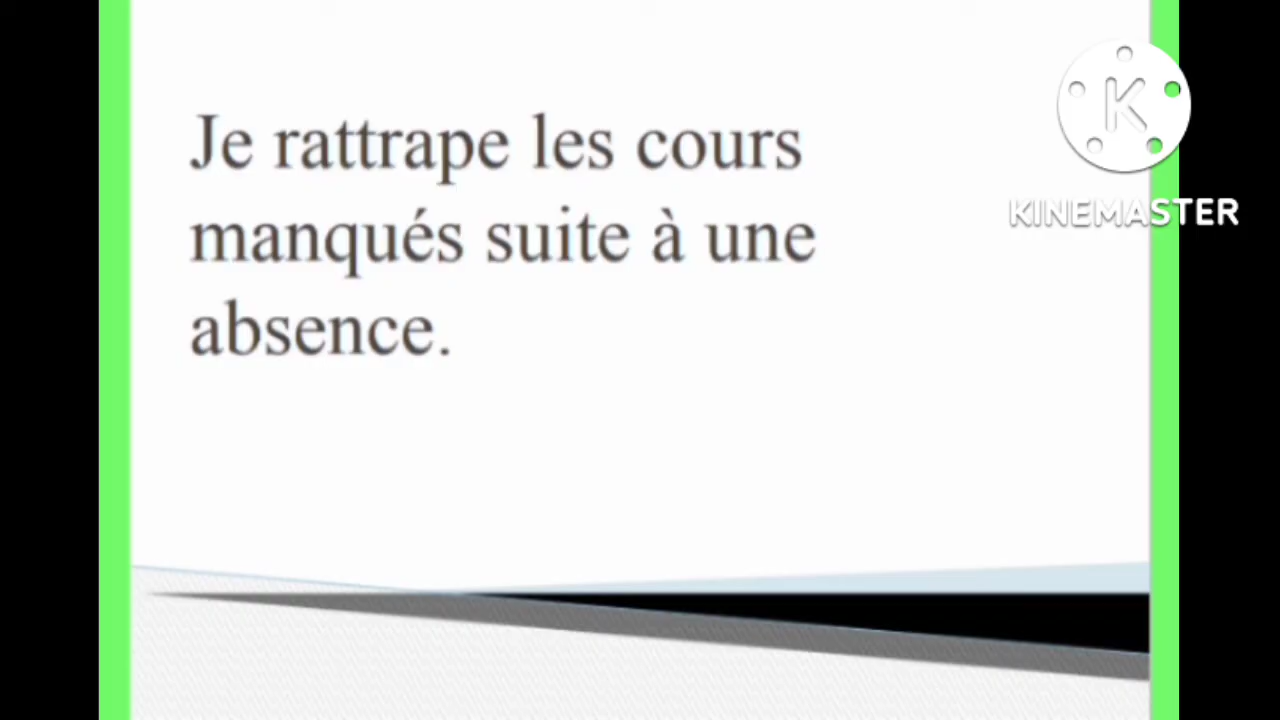 Je rattrape les cours
manqués suite à une
absence.
K
KINEMASTER